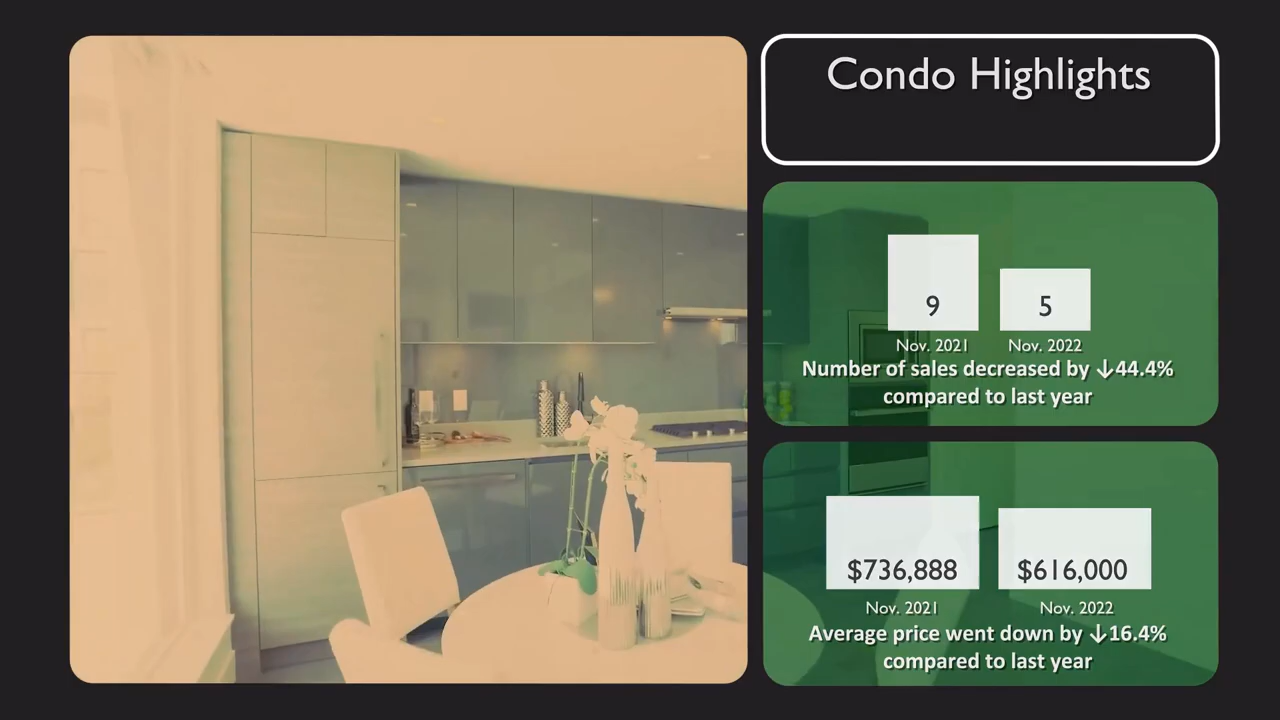 Condo Highlights
9
5
Nov. 2021
Nov. 2022
Number of sales decreased by ↓44.4%
compared to last year
$736,888
$616,000
Nov. 2021
Nov. 2022
Average price went down by ↓16.4%
compared to last year